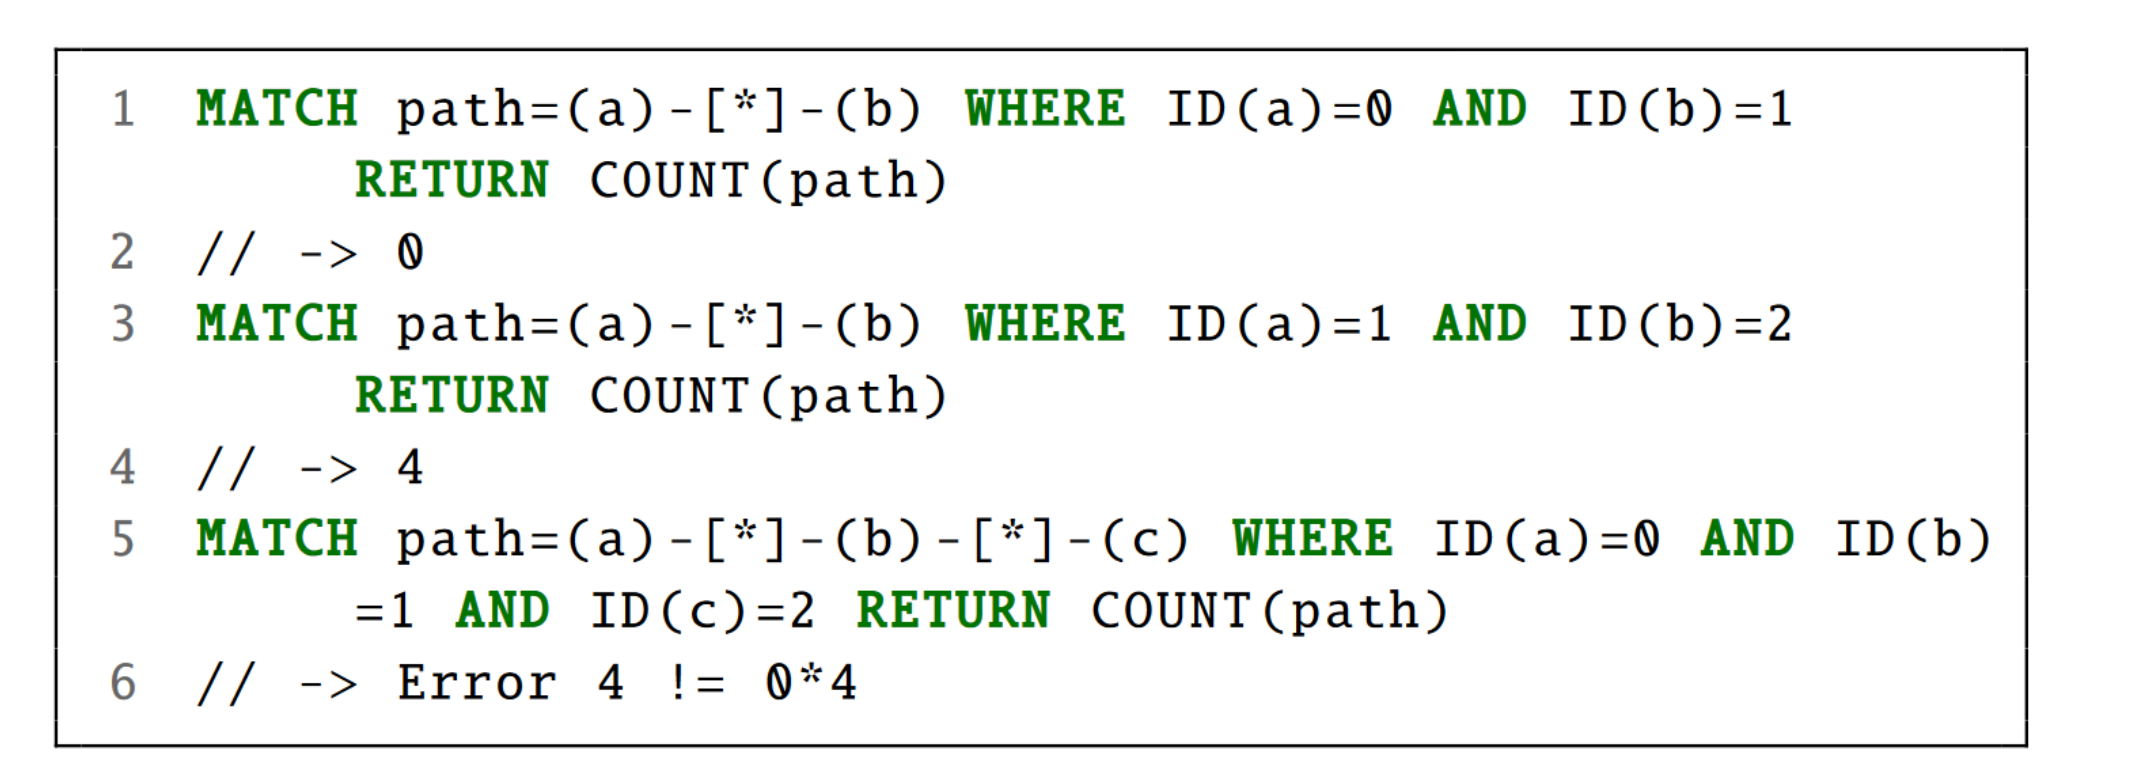 1 MATCH path=(a)-[*]-(b) WHERE ID(a)=0 AND ID(b)=1
RETURN COUNT(path)
2 // -> 0
3 MATCH path=(a)-[*]-(b) WHERE ID(a)=1 AND ID(b)=2
RETURN COUNT(path)
4 // -> 4
5 MATCH path=(a)-[*]-(b)-[*]-(c) WHERE ID(a)=0 AND ID(b)
=1 AND ID(c)=2 RETURN COUNT(path)
6 // -> Error 4 != 0*4